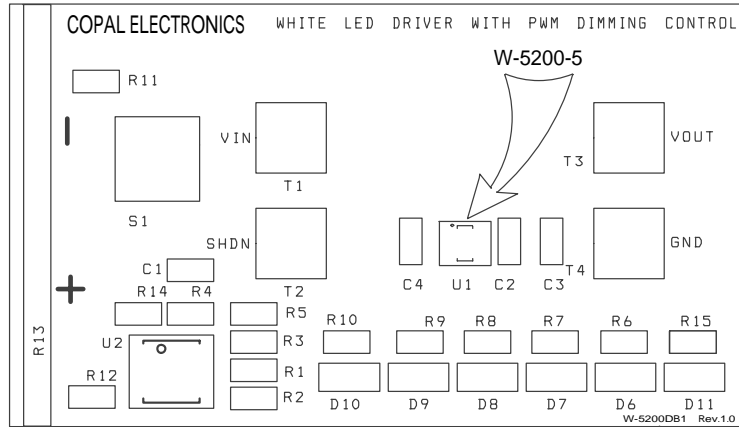 COPAL ELECTRONICS WHITE LED DRIVER WITH PWM DIMMING CONTROL
W-5200-5
R11
VIN
VOUT
T3
T1
S1
SHDN
GND
C1
T4
C4 U1 C2 C3
R14 R4 T2
R5
R10 R9 R8 R7 R6 R15
R13
U2
R3
R12
R1
R2
D10 D9 D8 D7 D6 D11
W-5200DB1 Rev.1.0